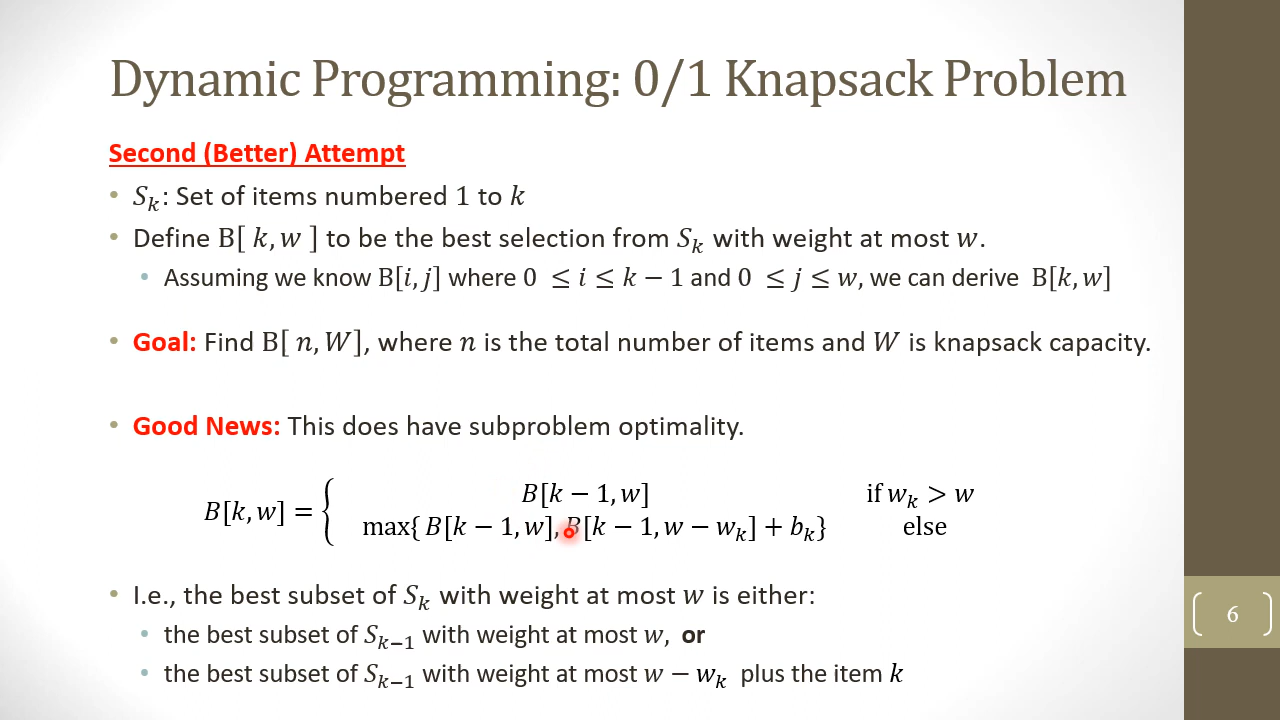 Dynamic Programming: 0/1 Knapsack Problem
Second (Better) Attempt
• S_k: Set of items numbered 1 to k
• Define B[ k, w ] to be the best selection from S_k with weight at most w.
• Assuming we know B[i, j] where 0 ≤ i ≤ k − 1 and 0 ≤ j ≤ w, we can derive B[k, w]
• Goal: Find B[ n, W], where n is the total number of items and W is knapsack capacity.
• Good News: This does have subproblem optimality.
B[k, w] = { B[k − 1, w] if w_k > w
max{ B[k − 1, w], B[k − 1, w − w_k] + b_k} else
• I.e., the best subset of S_k with weight at most w is either:
• the best subset of S_{k−1} with weight at most w, or
• the best subset of S_{k−1} with weight at most w − w_k plus the item k
6